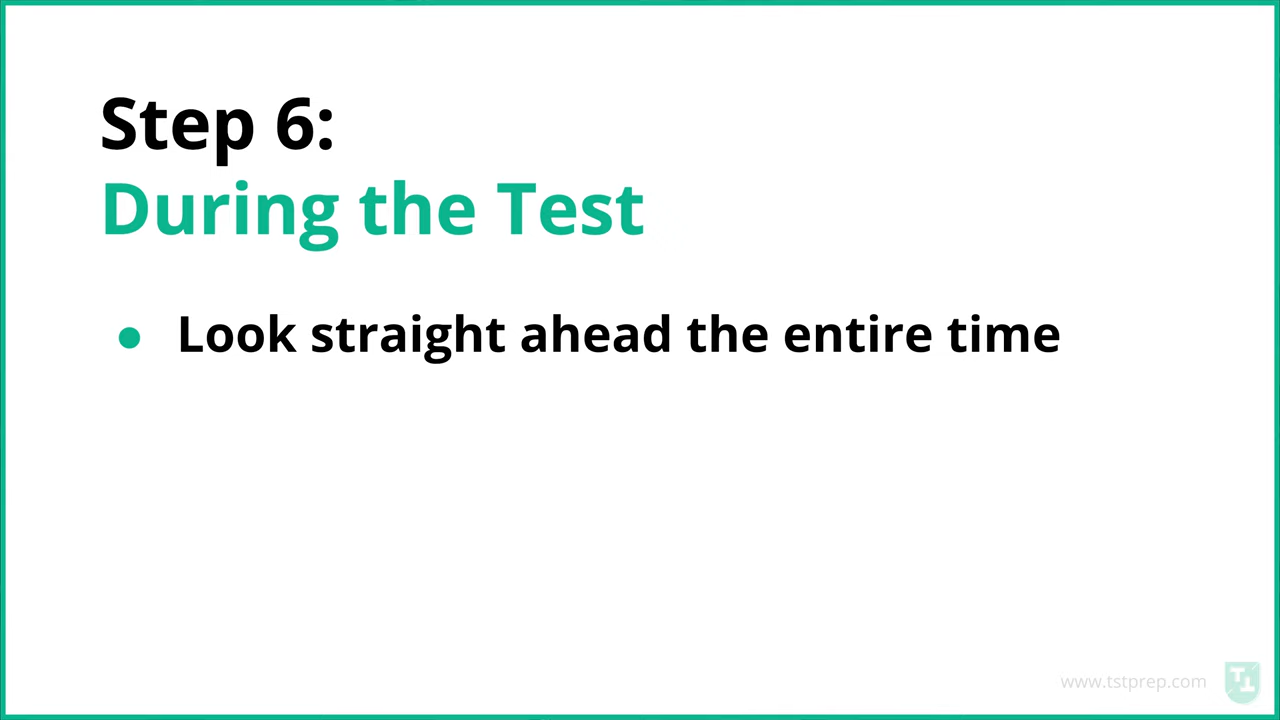 Step 6:
During the Test
● Look straight ahead the entire time
www.tstprep.com